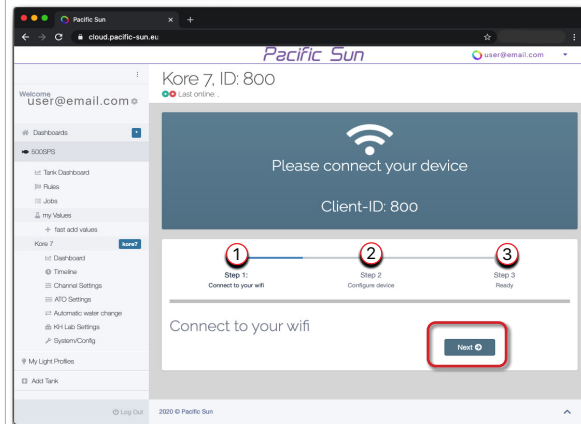 Pacific Sun
cloud.pacific-sun.eu
Pacific Sun
user@email.com
Welcome
user@email.com
Dashboards
500SPS
Tank Dashboard
Rules
Jobs
my Values
fast add values
Kore 7
kore7
Dashboard
Timeline
Channel Settings
ATO Settings
Automatic water change
KH Lab Settings
System/Config
My Light Profiles
Add Tank
Log Out
Kore 7, ID: 800
Last online: .
Please connect your device
Client-ID: 800
1
2
3
Step 1:
Step 2
Step 3
Connect to your wifi
Configure device
Ready
Connect to your wifi
Next
2020 © Pacific Sun